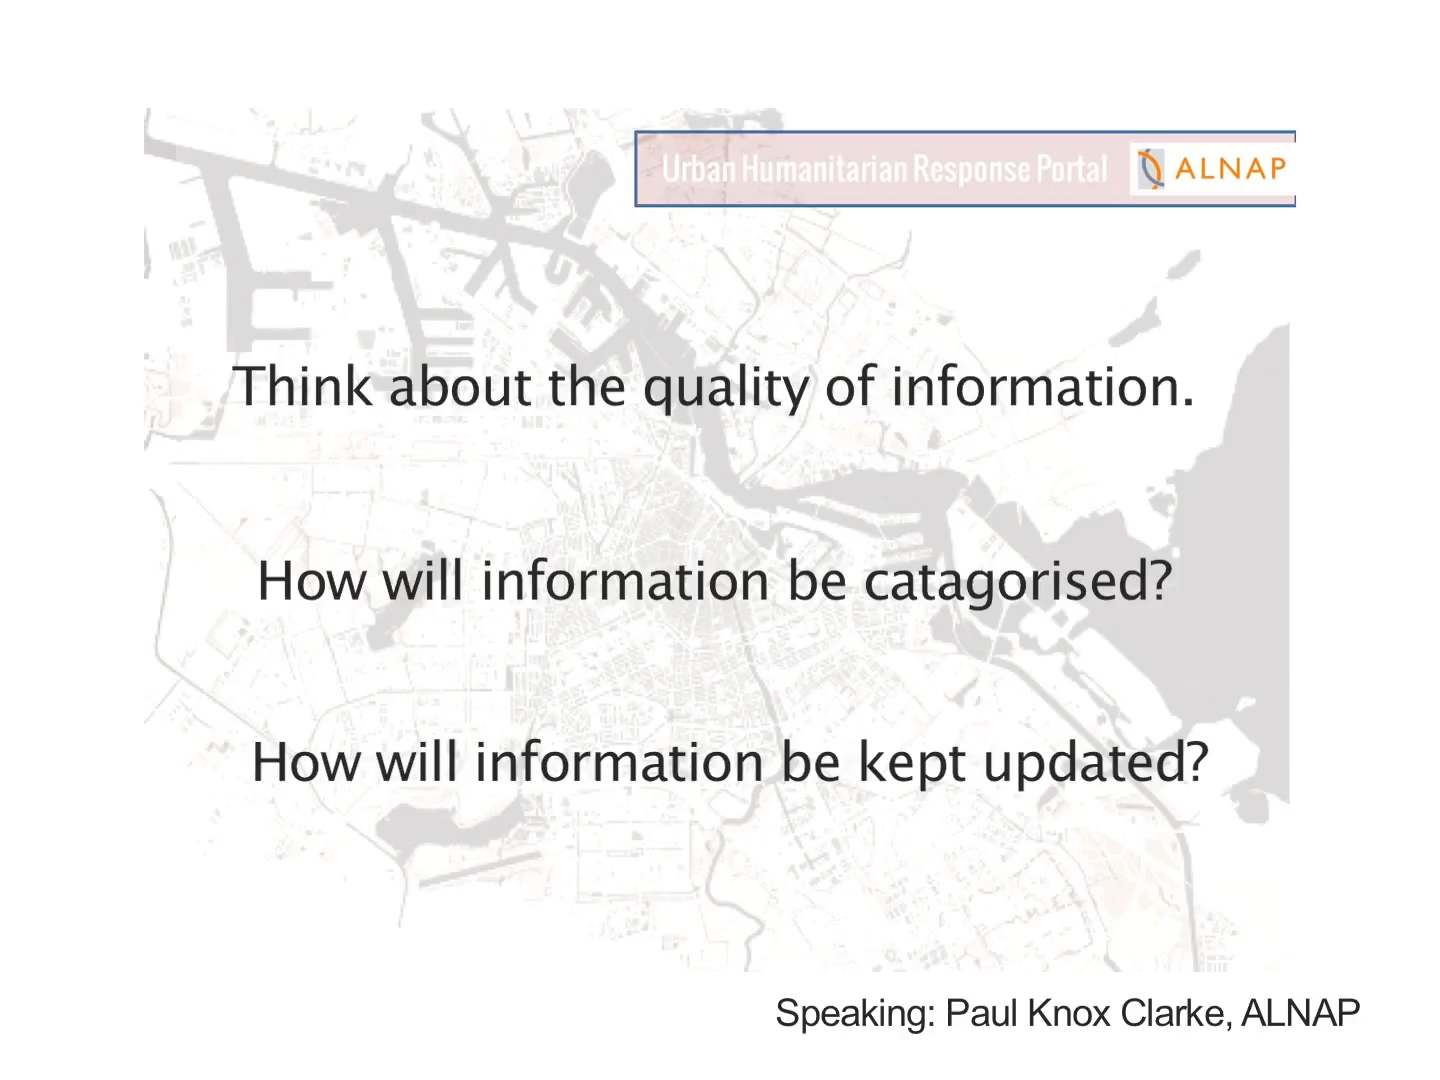 Urban Humanitarian Response Portal ALNAP
Think about the quality of information.
How will information be catagorised?
How will information be kept updated?
Speaking: Paul Knox Clarke, ALNAP